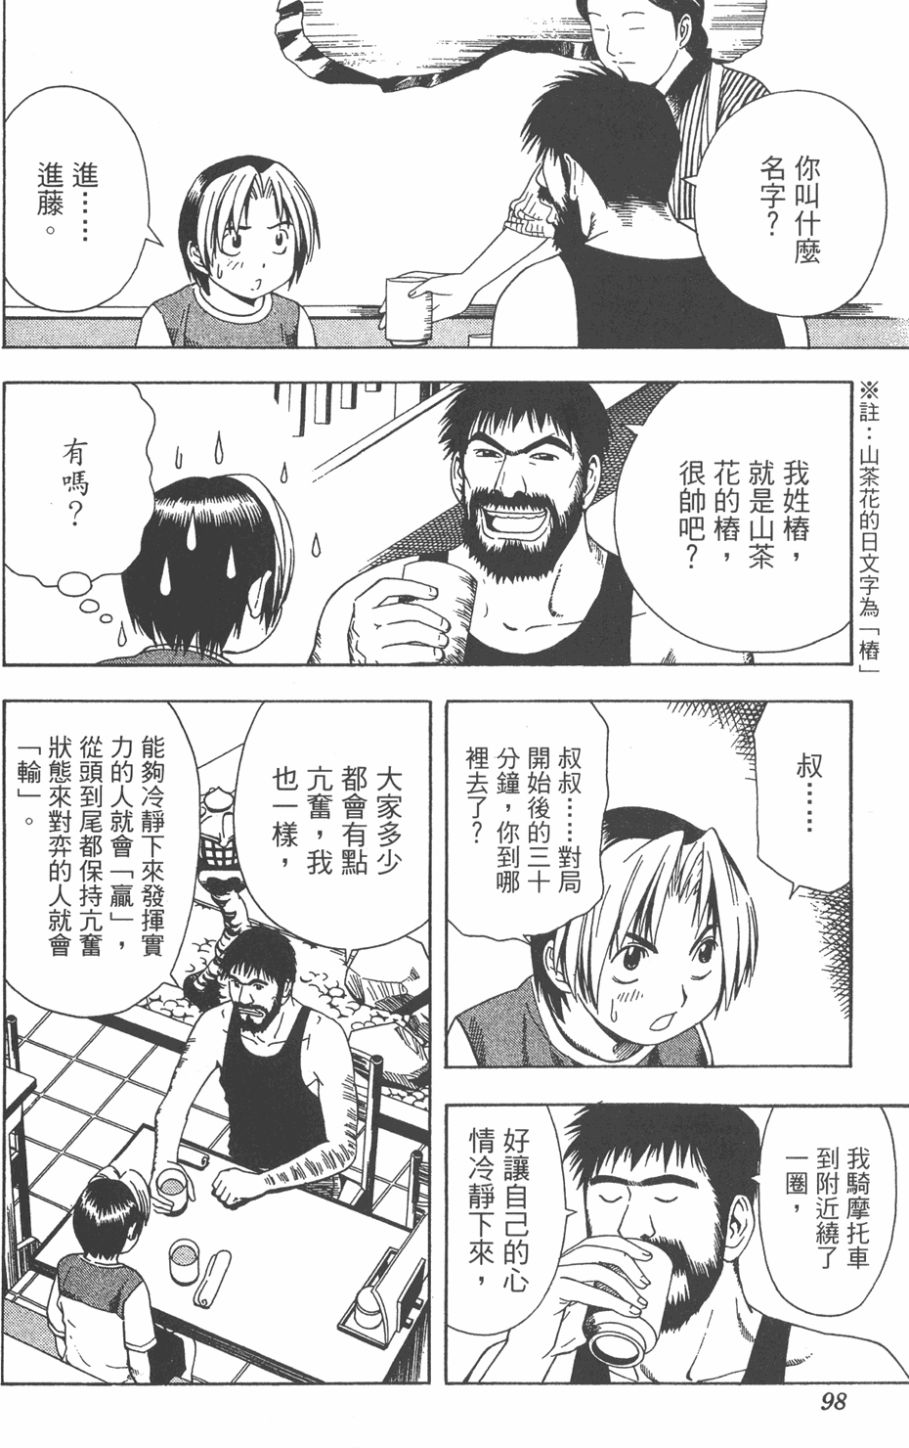 你叫什麼
名字？
進……
進藤。
※註：山茶花的日文字為「椿」
我姓椿，
就是山茶
花的椿，
很帥吧？
有嗎？
叔……
叔叔……對局
開始後的三十
分鐘，你到哪
裡去了？
我騎摩托車
到附近繞了
一圈，
好讓自己的心
情冷靜下來，
大家多少
都會有點
亢奮，我
也一樣，
能夠冷靜下來發揮實
力的人就會「贏」，
從頭到尾都保持亢奮
狀態來對弈的人就會
「輸」。
98